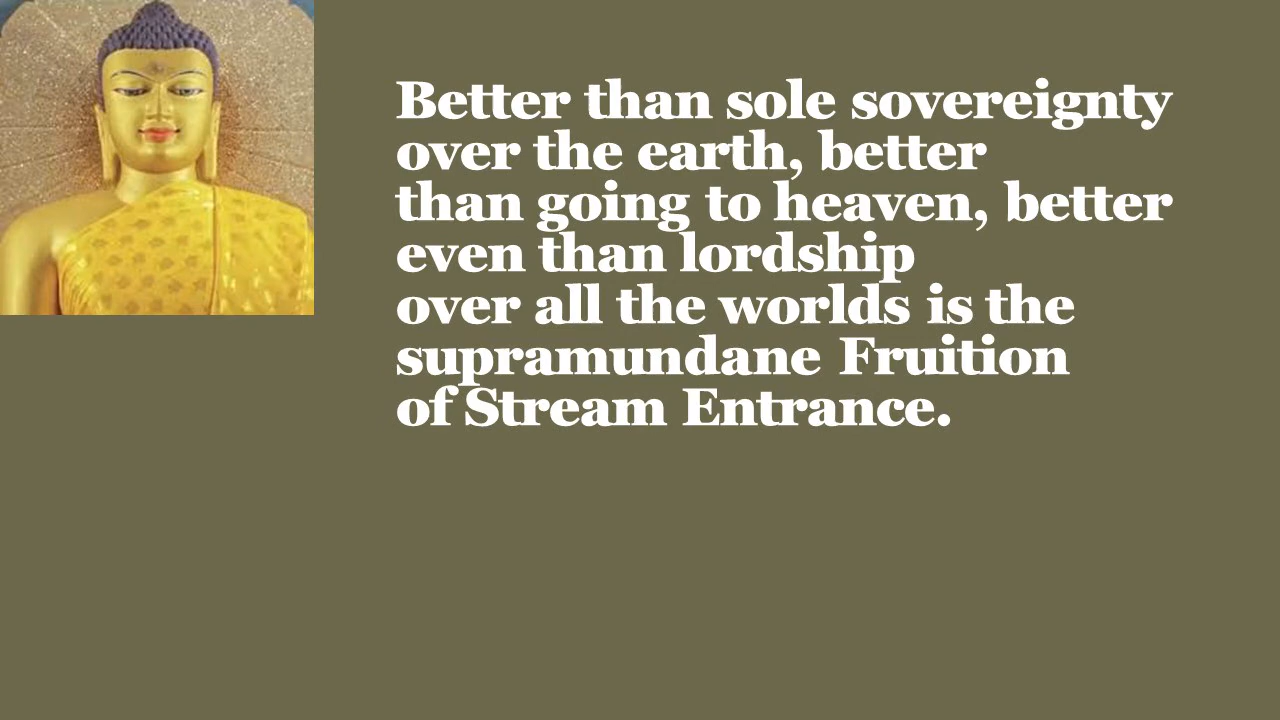 Better than sole sovereignty
over the earth, better
than going to heaven, better
even than lordship
over all the worlds is the
supramundane Fruition
of Stream Entrance.